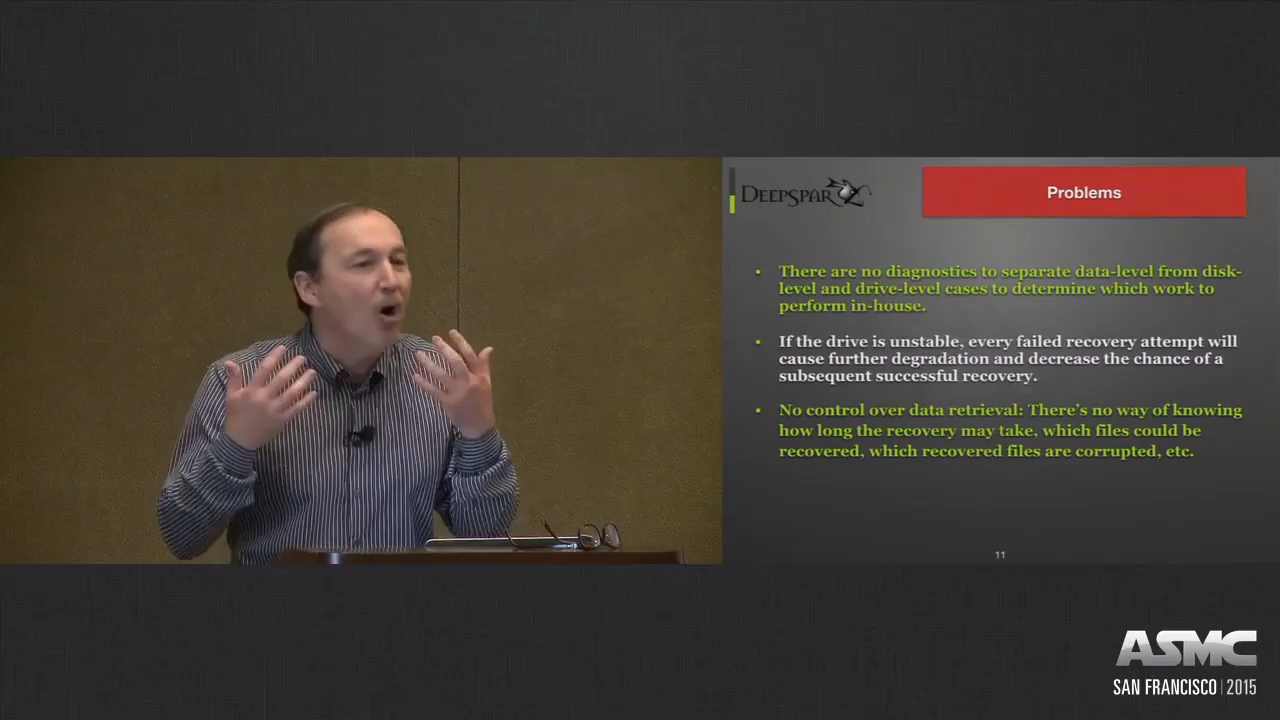 DEEPSPAR
Problems
• There are no diagnostics to separate data-level from disk-
level and drive-level cases to determine which work to
perform in-house.
• If the drive is unstable, every failed recovery attempt will
cause further degradation and decrease the chance of a
subsequent successful recovery.
• No control over data retrieval: There's no way of knowing
how long the recovery may take, which files could be
recovered, which recovered files are corrupted, etc.
11
ASMC
SAN FRANCISCO | 2015